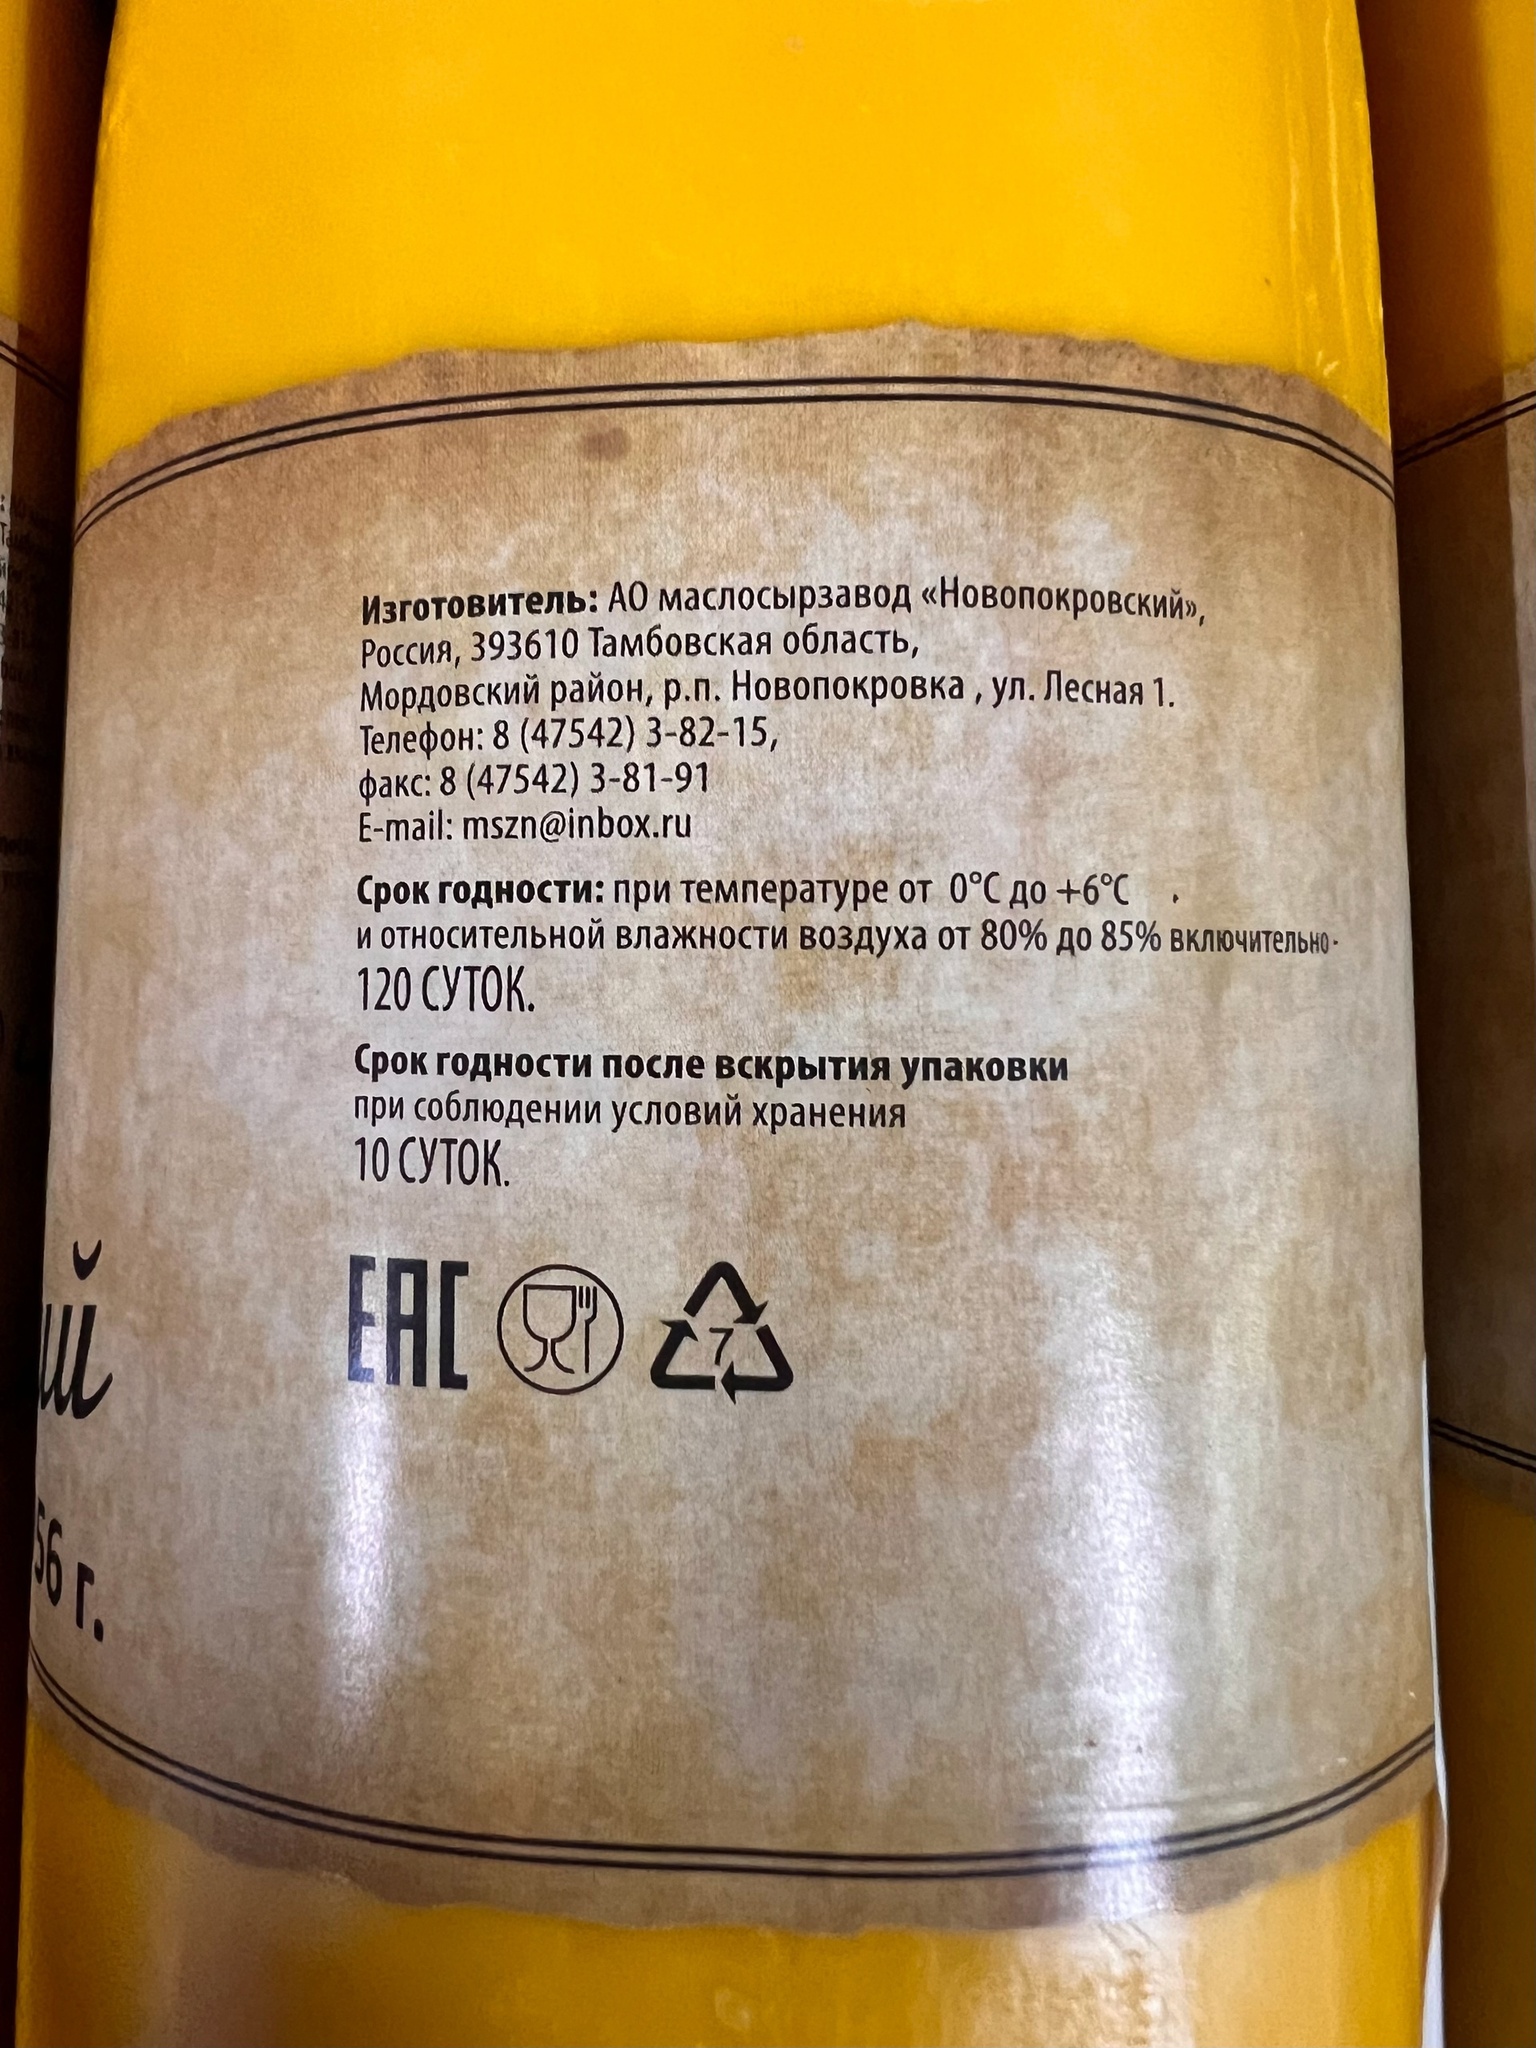 Изготовитель: АО маслосырзавод «Новопокровский»,
Россия, 393610 Тамбовская область,
Мордовский район, р.п. Новопокровка , ул. Лесная 1.
Телефон: 8 (47542) 3-82-15,
факс: 8 (47542) 3-81-91
E-mail: mszn@inbox.ru
Срок годности: при температуре от 0°С до +6°С .
и относительной влажности воздуха от 80% до 85% включительно-
120 СУТОК.
Срок годности после вскрытия упаковки
при соблюдении условий хранения
10 СУТОК.
ЕАС
7
56 г.